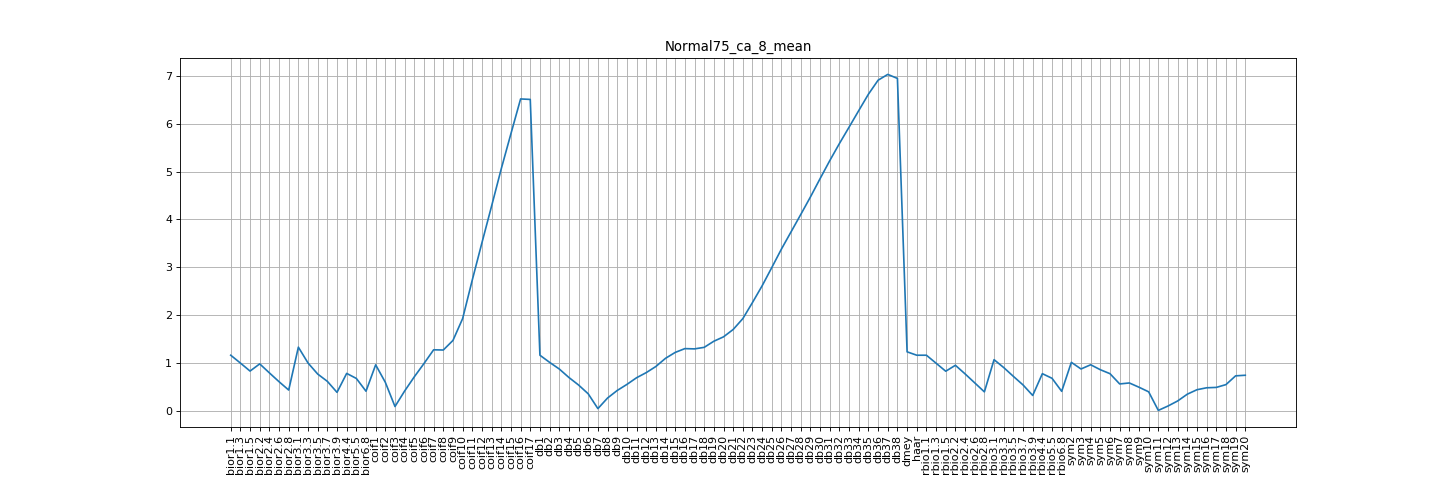 Normal75_ca_8_mean
7
6
5
4
3
2
1
0
bior1.1
bior1.3
bior1.5
bior2.2
bior2.4
bior2.6
bior2.8
bior3.1
bior3.3
bior3.5
bior3.7
bior3.9
bior4.4
bior5.5
bior6.8
coif1
coif2
coif3
coif4
coif5
coif6
coif7
coif8
coif9
coif10
coif11
coif12
coif13
coif14
coif15
coif16
coif17
db1
db2
db3
db4
db5
db6
db7
db8
db9
db10
db11
db12
db13
db14
db15
db16
db17
db18
db19
db20
db21
db22
db23
db24
db25
db26
db27
db28
db29
db30
db31
db32
db33
db34
db35
db36
db37
db38
dmey
haar
rbio1.1
rbio1.3
rbio1.5
rbio2.2
rbio2.4
rbio2.6
rbio2.8
rbio3.1
rbio3.3
rbio3.5
rbio3.7
rbio3.9
rbio4.4
rbio5.5
rbio6.8
sym2
sym3
sym4
sym5
sym6
sym7
sym8
sym9
sym10
sym11
sym12
sym13
sym14
sym15
sym16
sym17
sym18
sym19
sym20